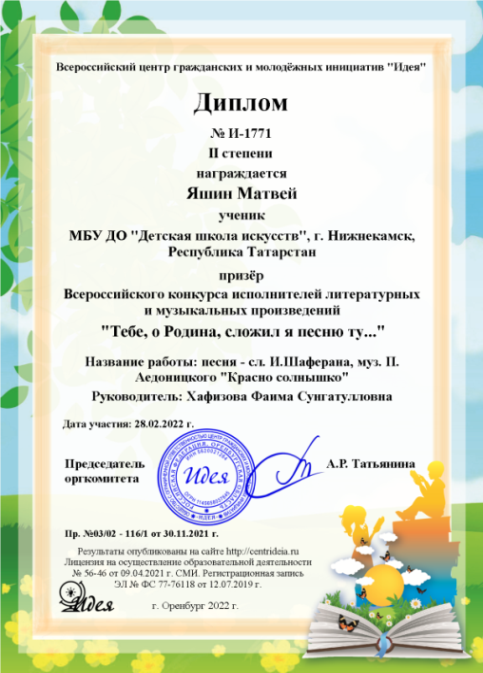 Всероссийский центр гражданских и молодёжных инициатив "Идея"
Диплом
№ И-1771
II степени
награждается
Яшин Матвей
ученик
МБУ ДО "Детская школа искусств", г. Нижнекамск,
Республика Татарстан
призёр
Всероссийского конкурса исполнителей литературных
и музыкальных произведений
"Тебе, о Родина, сложил я песню ту..."
Название работы: песня - сл. И.Шаферана, муз. П.
Аедоницкого "Красно солнышко"
Руководитель: Хафизова Фаима Сунгатулловна
Дата участия: 28.02.2022 г.
Председатель
оргкомитета
Идея
А.Р. Татьянина
Пр. №03/02 - 116/1 от 30.11.2021 г.
Результаты опубликованы на сайте http://centrideia.ru
Лицензия на осуществление образовательной деятельности
№ 56-46 от 09.04.2021 г. СМИ. Регистрационная запись
ЭЛ № ФС 77-76118 от 12.07.2019 г.
Идея
г. Оренбург 2022 г.